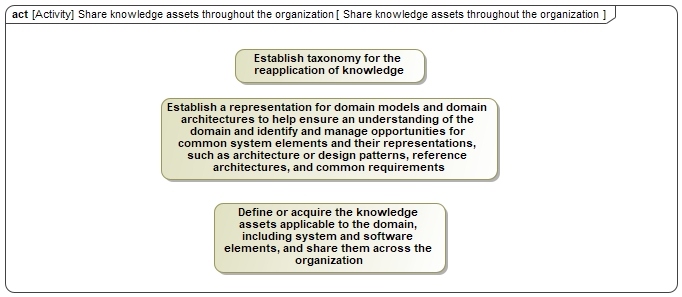 act [Activity] Share knowledge assets throughout the organization [ Share knowledge assets throughout the organization ]
Establish taxonomy for the
reapplication of knowledge
Establish a representation for domain models and domain
architectures to help ensure an understanding of the
domain and identify and manage opportunities for
common system elements and their representations,
such as architecture or design patterns, reference
architectures, and common requirements
Define or acquire the knowledge
assets applicable to the domain,
including system and software
elements, and share them across the
organization